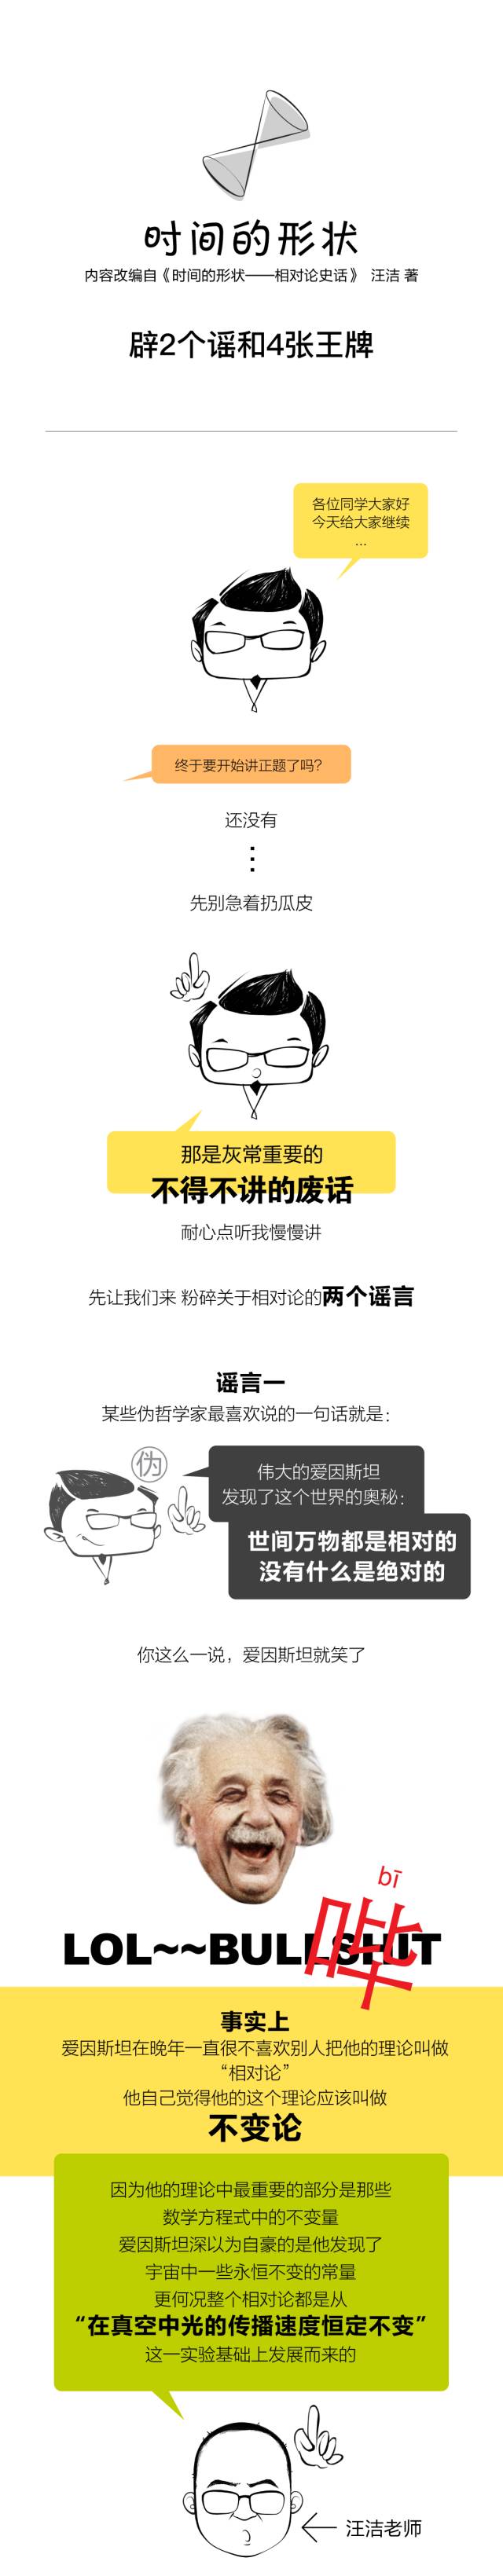 时间的形状
内容改编自《时间的形状——相对论史话》 汪洁 著
辟2个谣和4张王牌
各位同学大家好
今天给大家继续
...
终于要开始讲正题了吗?
还没有
先别急着扔瓜皮
那是灰常重要的
不得不讲的废话
耐心点听我慢慢讲
先让我们来 粉碎关于相对论的两个谣言
谣言一
某些伪哲学家最喜欢说的一句话就是:
伪
伟大的爱因斯坦
发现了这个世界的奥秘:
世间万物都是相对的
没有什么是绝对的
你这么一说，爱因斯坦就笑了
bī
哔
LOL~~BULLSHIT
事实上
爱因斯坦在晚年一直很不喜欢别人把他的理论叫做
“相对论”
他自己觉得他的这个理论应该叫做
不变论
因为他的理论中最重要的部分是那些
数学方程式中的不变量
爱因斯坦深以为自豪的是他发现了
宇宙中一些永恒不变的常量
更何况整个相对论都是从
“在真空中光的传播速度恒定不变”
这一实验基础上发展而来的
汪洁老师